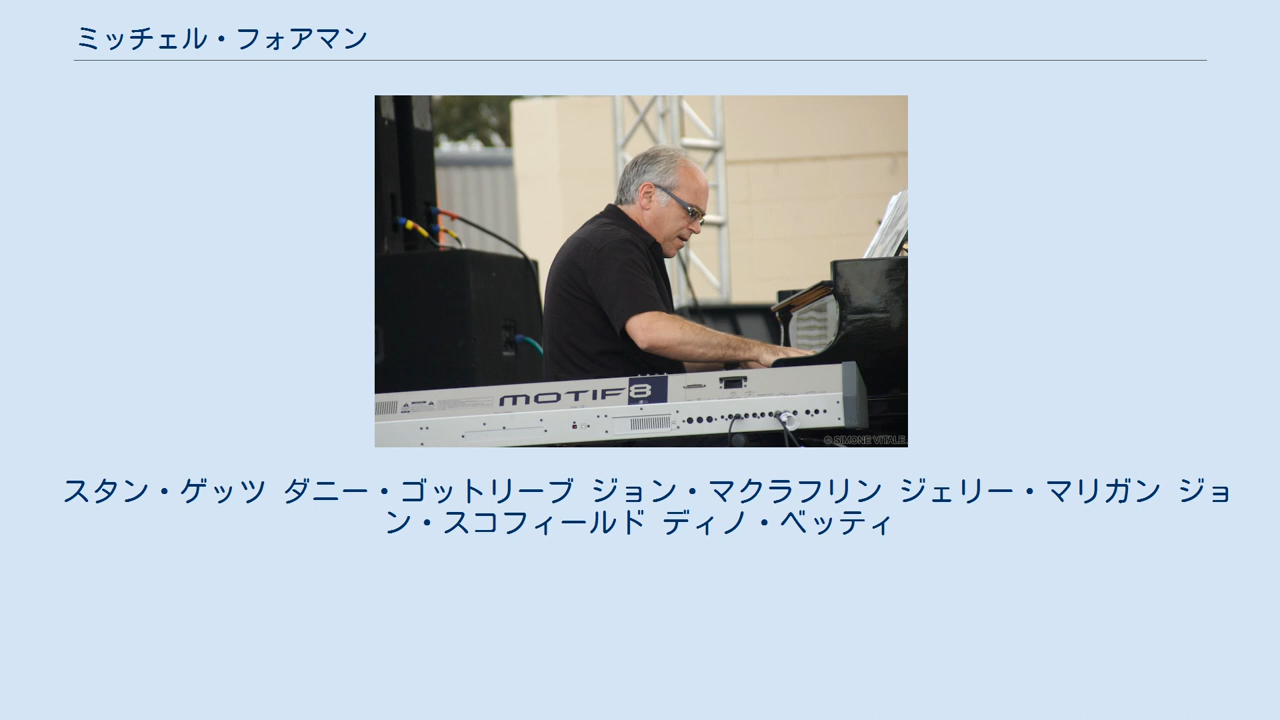 ミッチェル・フォアマン
MOTIF8
© SIMONE VITALE
スタン・ゲッツ ダニー・ゴットリーブ ジョン・マクラフリン ジェリー・マリガン ジョ
ン・スコフィールド ディノ・ベッティ